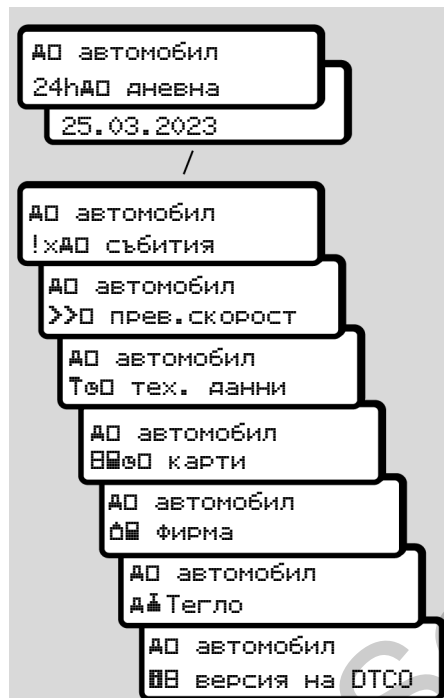 автомобил
24h дневна
25.03.2023
/
автомобил
!x събития
автомобил
>> прев.скорост
автомобил
тех. данни
автомобил
карти
автомобил
фирма
автомобил
Тегло
автомобил
версия на DTCO